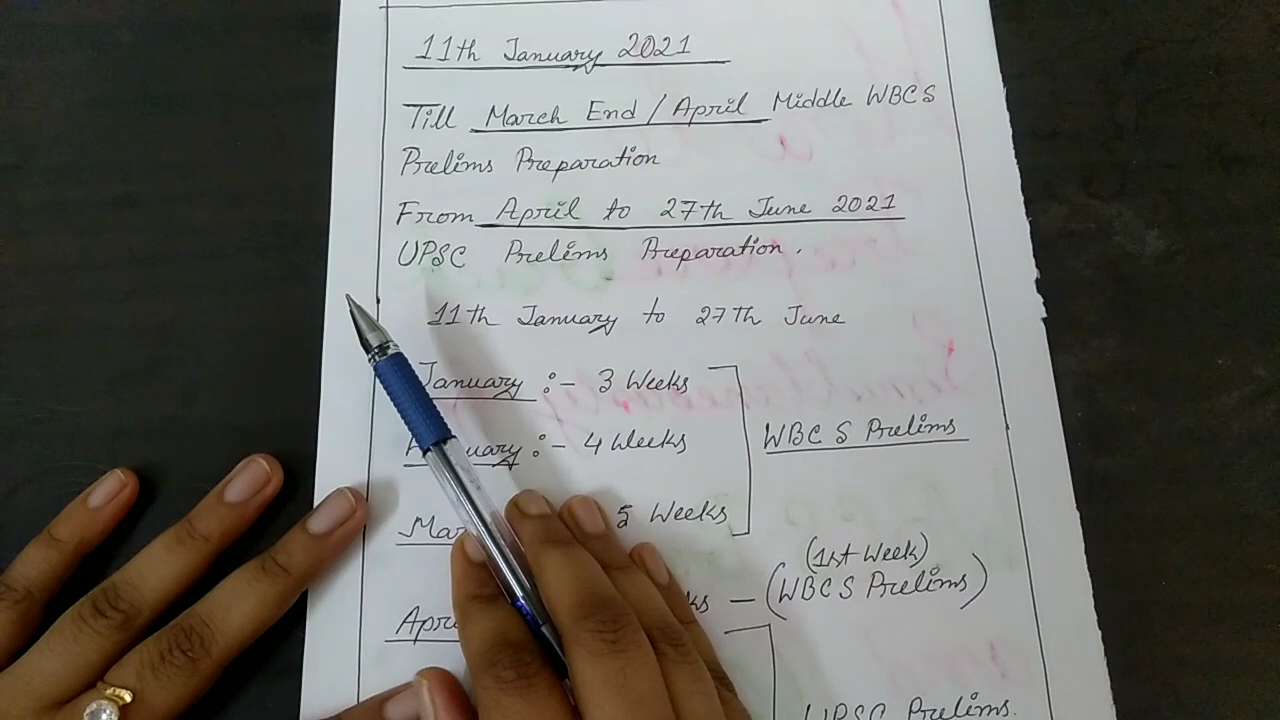 11th January 2021
Till March End / April Middle WBCS
Prelims Preparation
From April to 27th June 2021
UPSC Prelims Preparation.
11th January to 27Th June
January :- 3 Weeks
:- 4 Weeks
WBCS Prelims
5 Weeks
(1st Week)
— (WBCS Prelims)
UPSC Prelims.